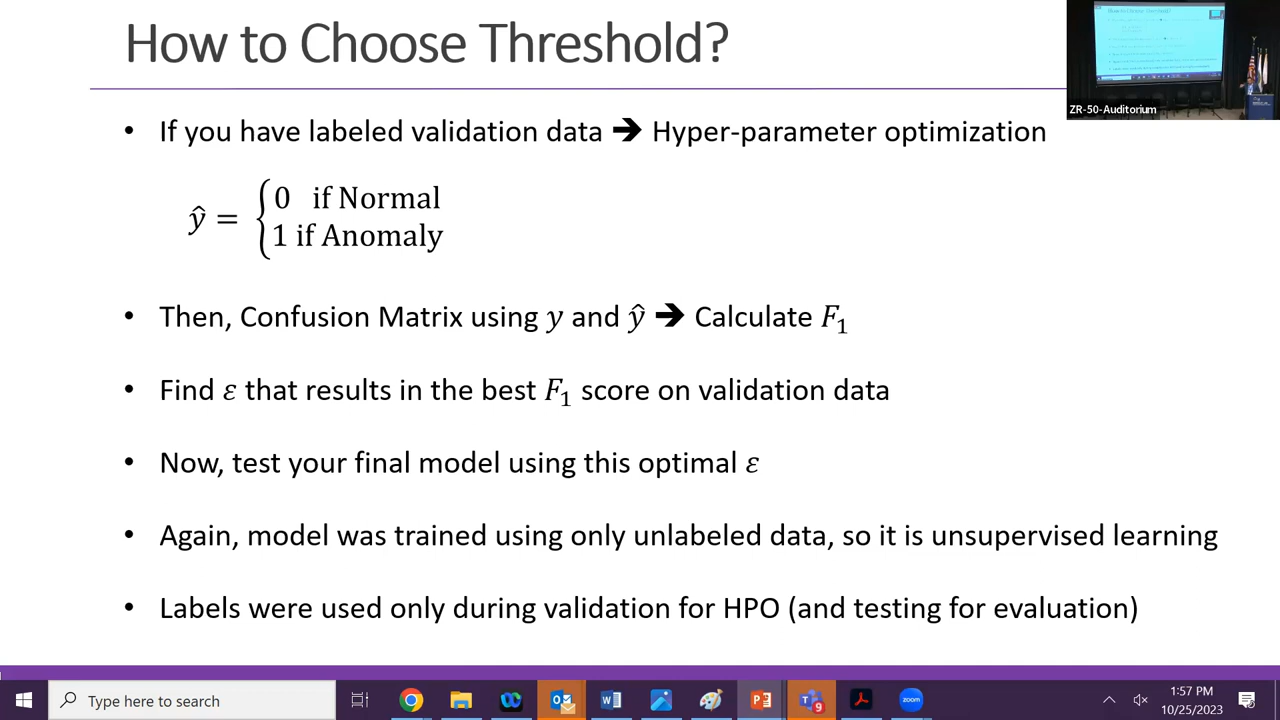 How to Choose Threshold?
ZR-50-Auditorium
• If you have labeled validation data 🡺 Hyper-parameter optimization
ŷ = { 0 if Normal
1 if Anomaly
• Then, Confusion Matrix using y and ŷ 🡺 Calculate F₁
• Find ε that results in the best F₁ score on validation data
• Now, test your final model using this optimal ε
• Again, model was trained using only unlabeled data, so it is unsupervised learning
• Labels were used only during validation for HPO (and testing for evaluation)
Type here to search
zoom
9
1:57 PM
10/25/2023